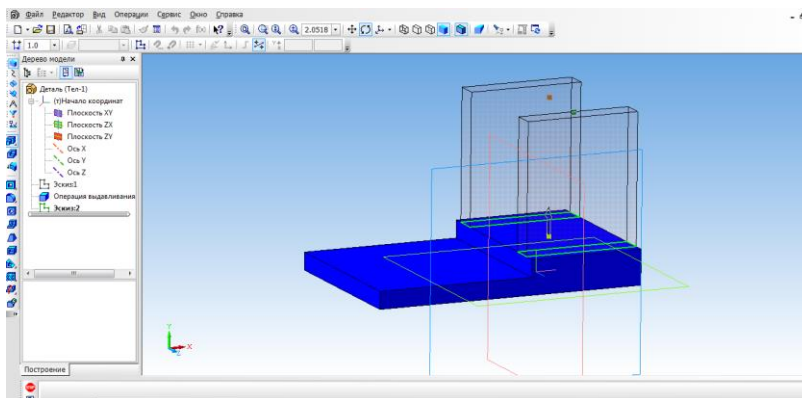 Файл Редактор Вид Операции Сервис Окно Справка
2.0518
1.0
Дерево модели
Деталь (Тел-1)
(т)Начало координат
Плоскость XY
Плоскость ZX
Плоскость ZY
Ось X
Ось Y
Ось Z
Эскиз:1
Операция выдавливания
Эскиз:2
Y
X
Z
Построение
STOP